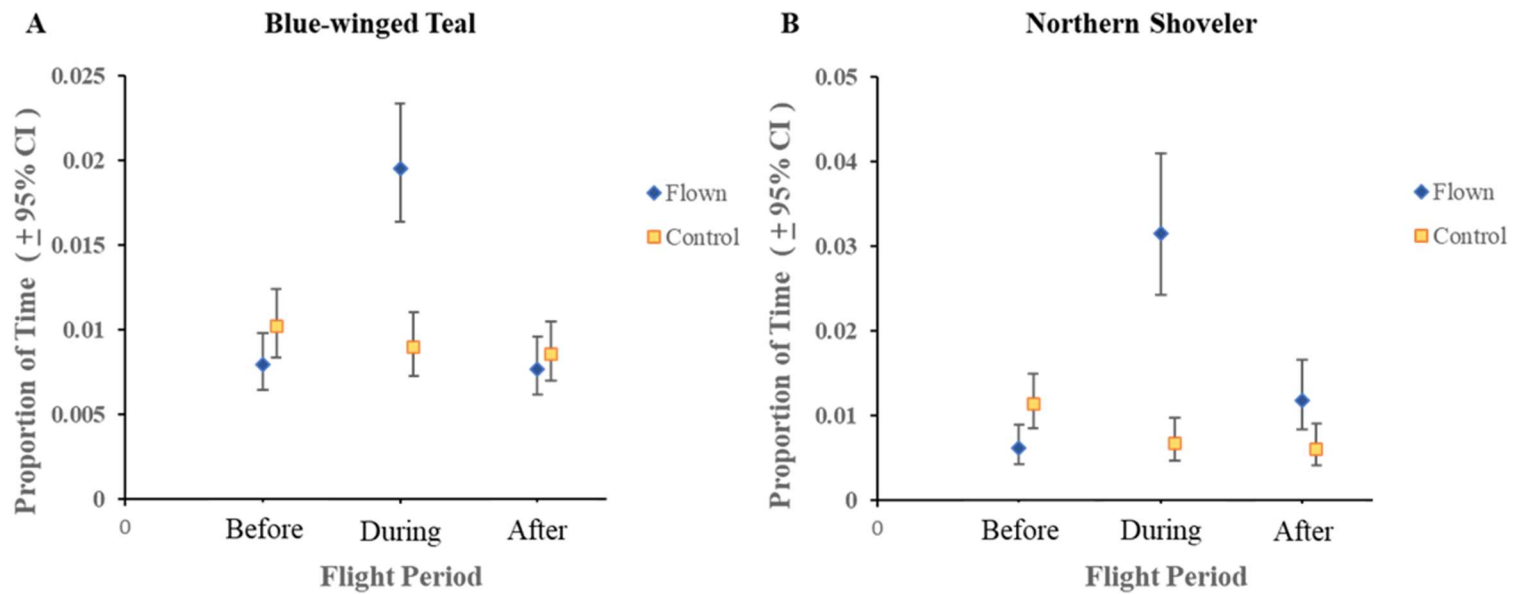 A Blue-winged Teal
Proportion of Time ( ± 95% CI )
0.025
0.02
0.015
0.01
0.005
0
0
Before During After
Flight Period
Flown
Control
B Northern Shoveler
Proportion of Time ( ± 95% CI )
0.05
0.04
0.03
0.02
0.01
0
0
Before During After
Flight Period
Flown
Control